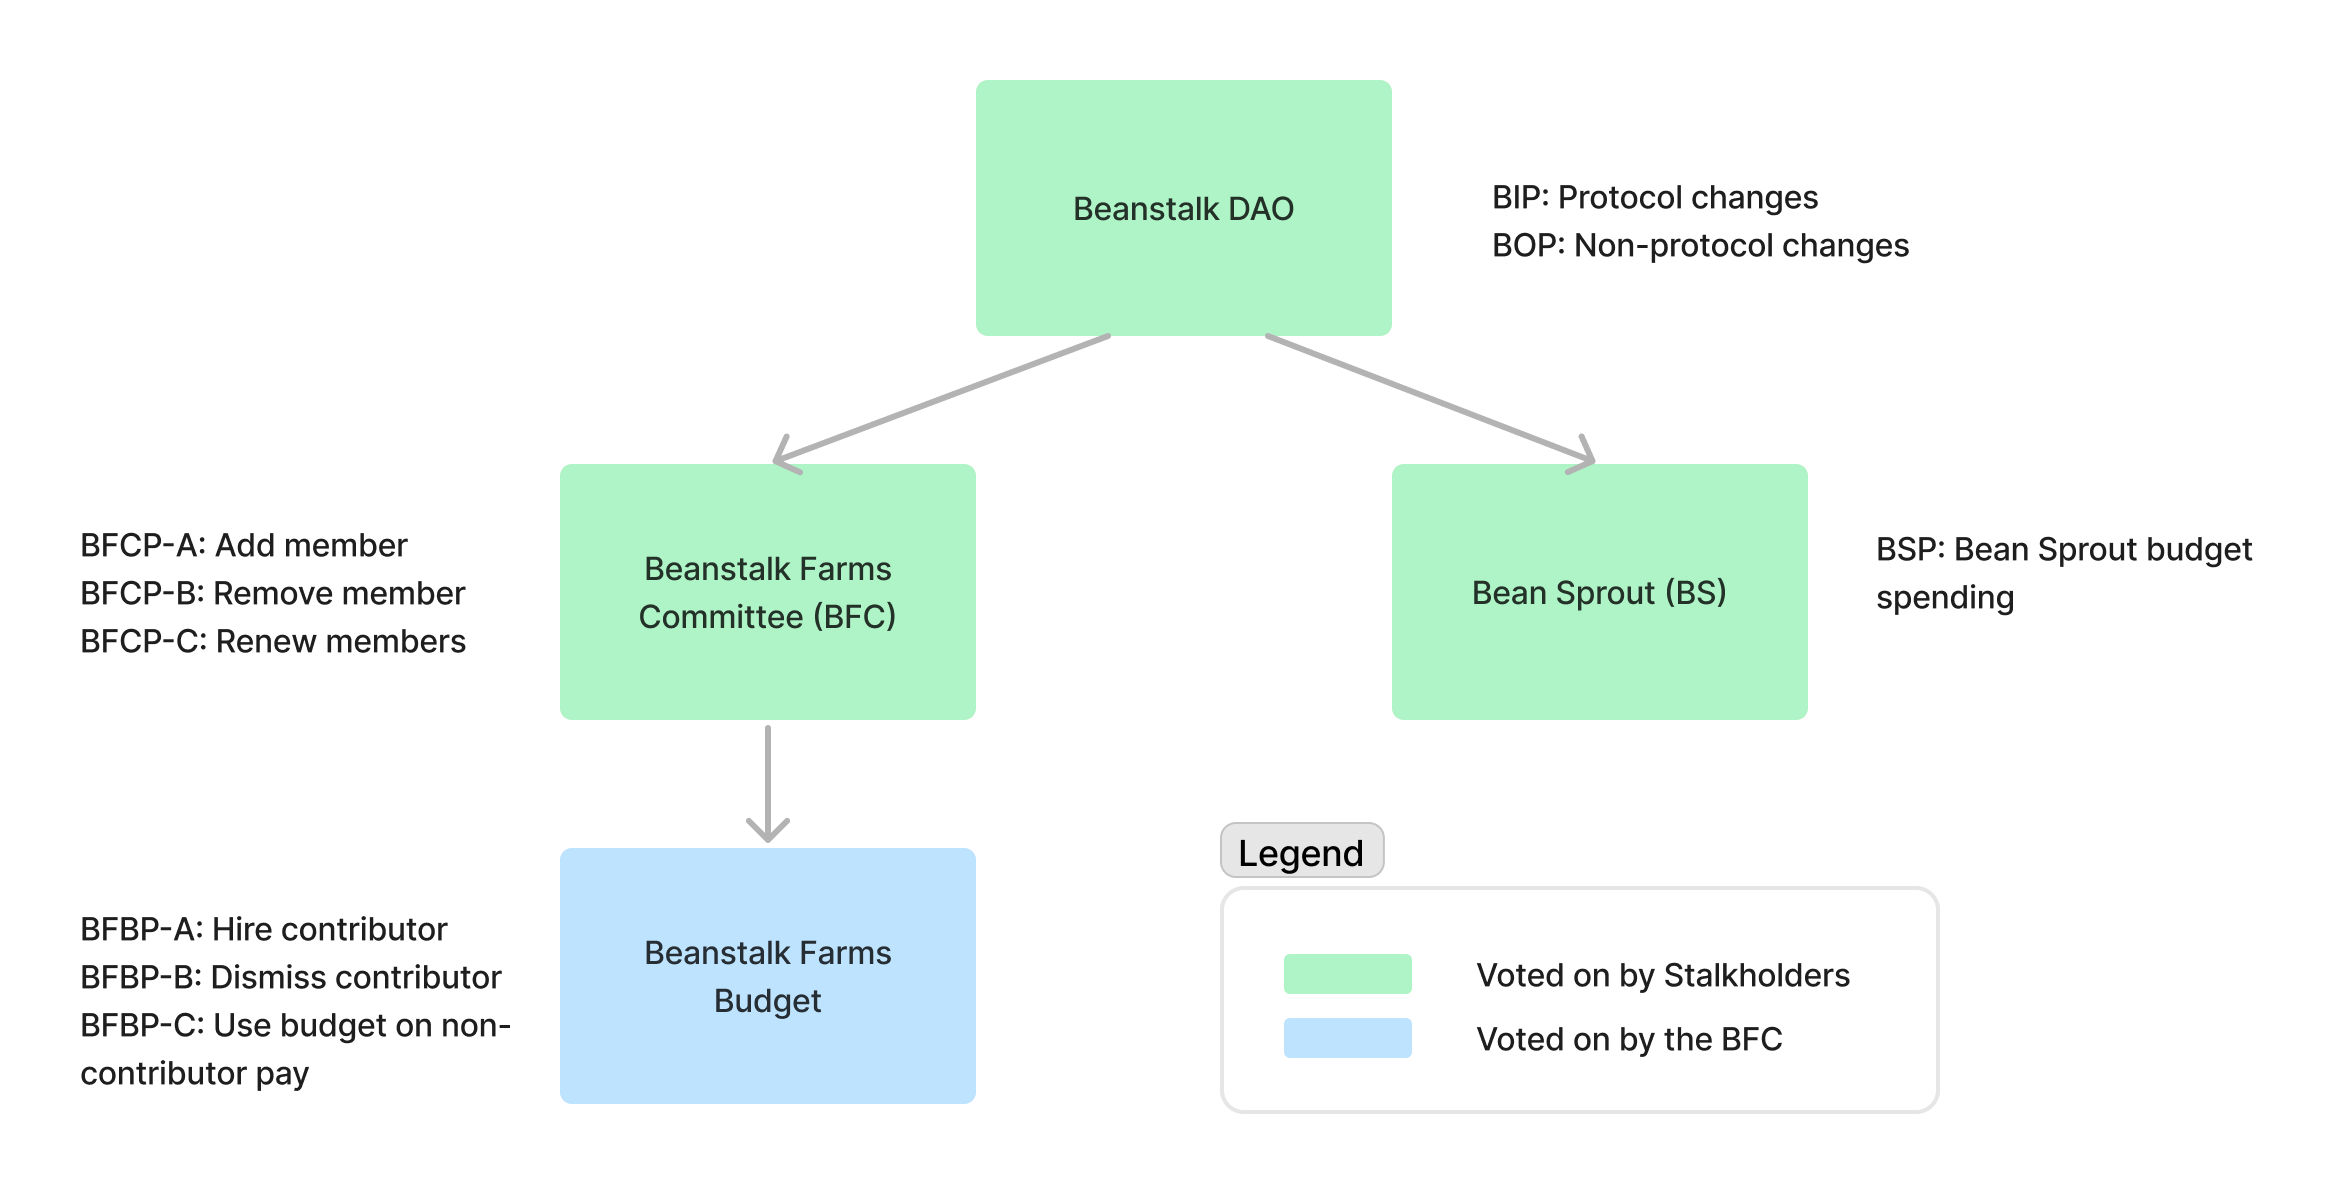 Beanstalk DAO
BIP: Protocol changes
BOP: Non-protocol changes
BFCP-A: Add member
BFCP-B: Remove member
BFCP-C: Renew members
Beanstalk Farms
Committee (BFC)
Bean Sprout (BS)
BSP: Bean Sprout budget
spending
BFBP-A: Hire contributor
BFBP-B: Dismiss contributor
BFBP-C: Use budget on non-
contributor pay
Beanstalk Farms
Budget
Legend
Voted on by Stalkholders
Voted on by the BFC